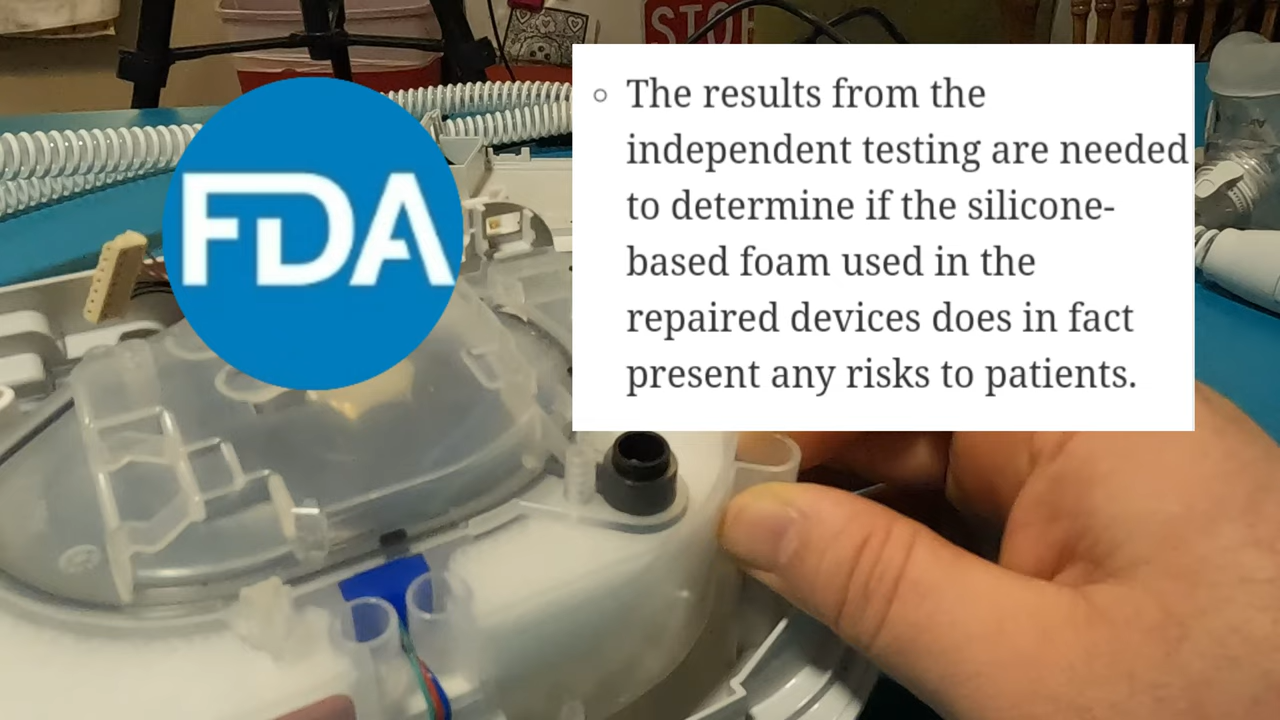 STO
FDA
The results from the
independent testing are needed
to determine if the silicone-
based foam used in the
repaired devices does in fact
present any risks to patients.